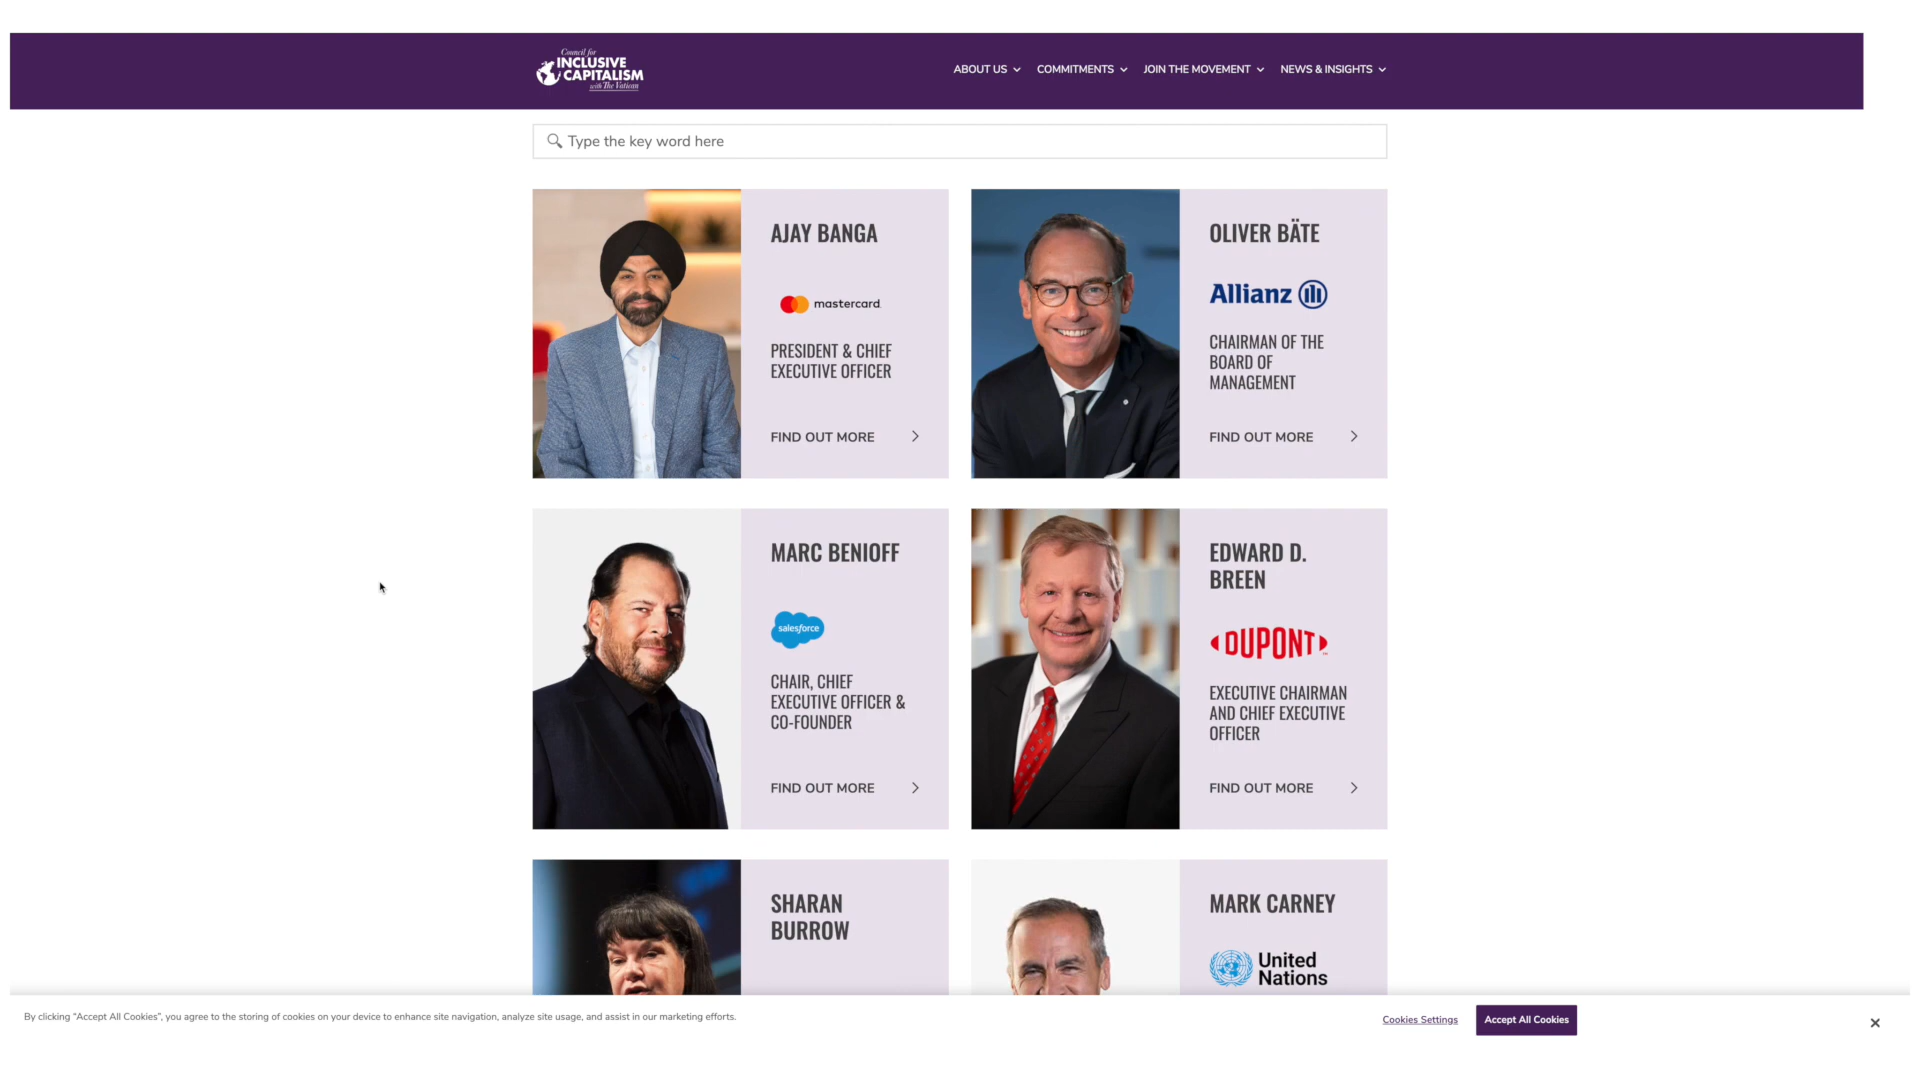 Council for
INCLUSIVE
CAPITALISM
with The Vatican
ABOUT US
COMMITMENTS
JOIN THE MOVEMENT
NEWS & INSIGHTS
Type the key word here
AJAY BANGA
mastercard
PRESIDENT & CHIEF
EXECUTIVE OFFICER
FIND OUT MORE
OLIVER BÄTE
Allianz
CHAIRMAN OF THE
BOARD OF
MANAGEMENT
FIND OUT MORE
MARC BENIOFF
salesforce
CHAIR, CHIEF
EXECUTIVE OFFICER &
CO-FOUNDER
FIND OUT MORE
EDWARD D.
BREEN
DUPONT
EXECUTIVE CHAIRMAN
AND CHIEF EXECUTIVE
OFFICER
FIND OUT MORE
SHARAN
BURROW
MARK CARNEY
United
Nations
By clicking “Accept All Cookies”, you agree to the storing of cookies on your device to enhance site navigation, analyze site usage, and assist in our marketing efforts.
Cookies Settings
Accept All Cookies